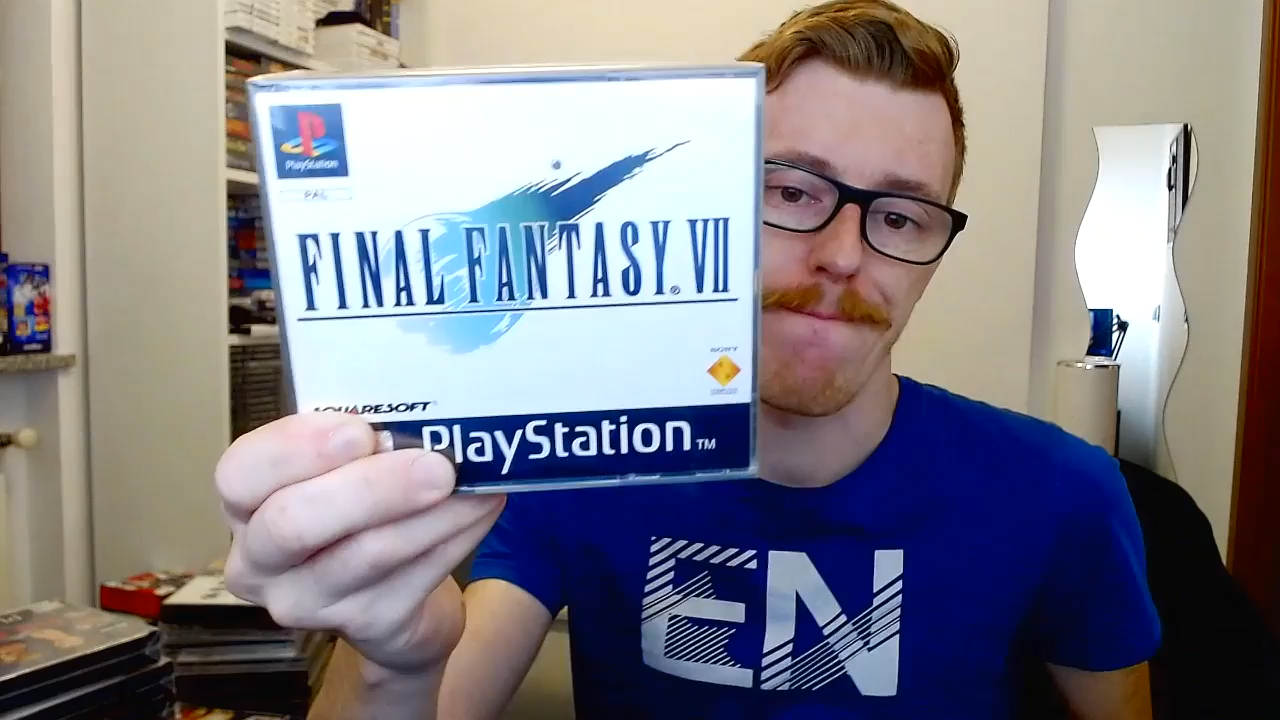 PlayStation
PAL
FINAL FANTASY® VII
SONY
SQUARESOFT®
PlayStation™
EN